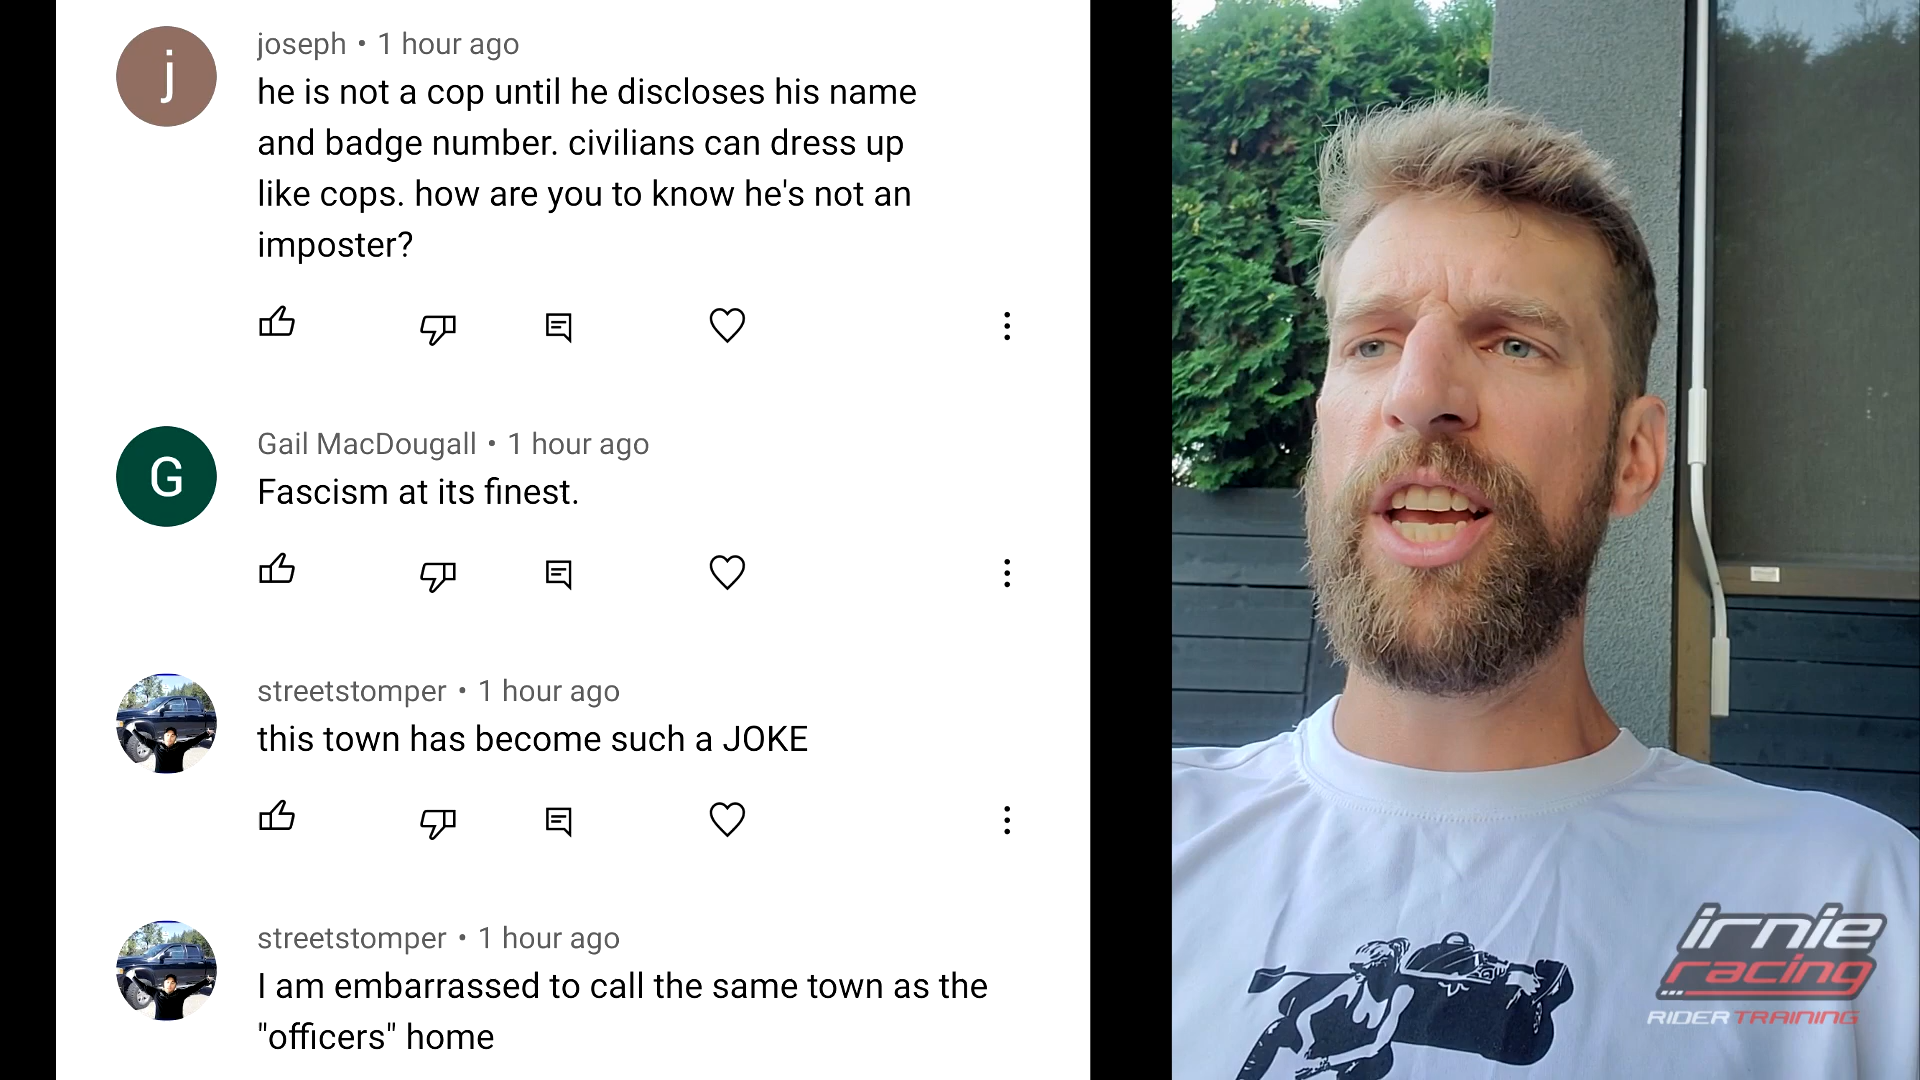 j
joseph • 1 hour ago
he is not a cop until he discloses his name
and badge number. civilians can dress up
like cops. how are you to know he's not an
imposter?
G
Gail MacDougall • 1 hour ago
Fascism at its finest.
streetstomper • 1 hour ago
this town has become such a JOKE
streetstomper • 1 hour ago
I am embarrassed to call the same town as the
"officers" home
irnie
racing
RIDER TRAINING